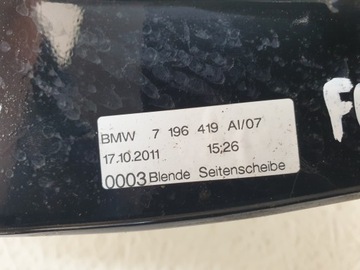 BMW 7 196 419 AI/07
17.10.2011 15:26
0003 Blende Seitenscheibe